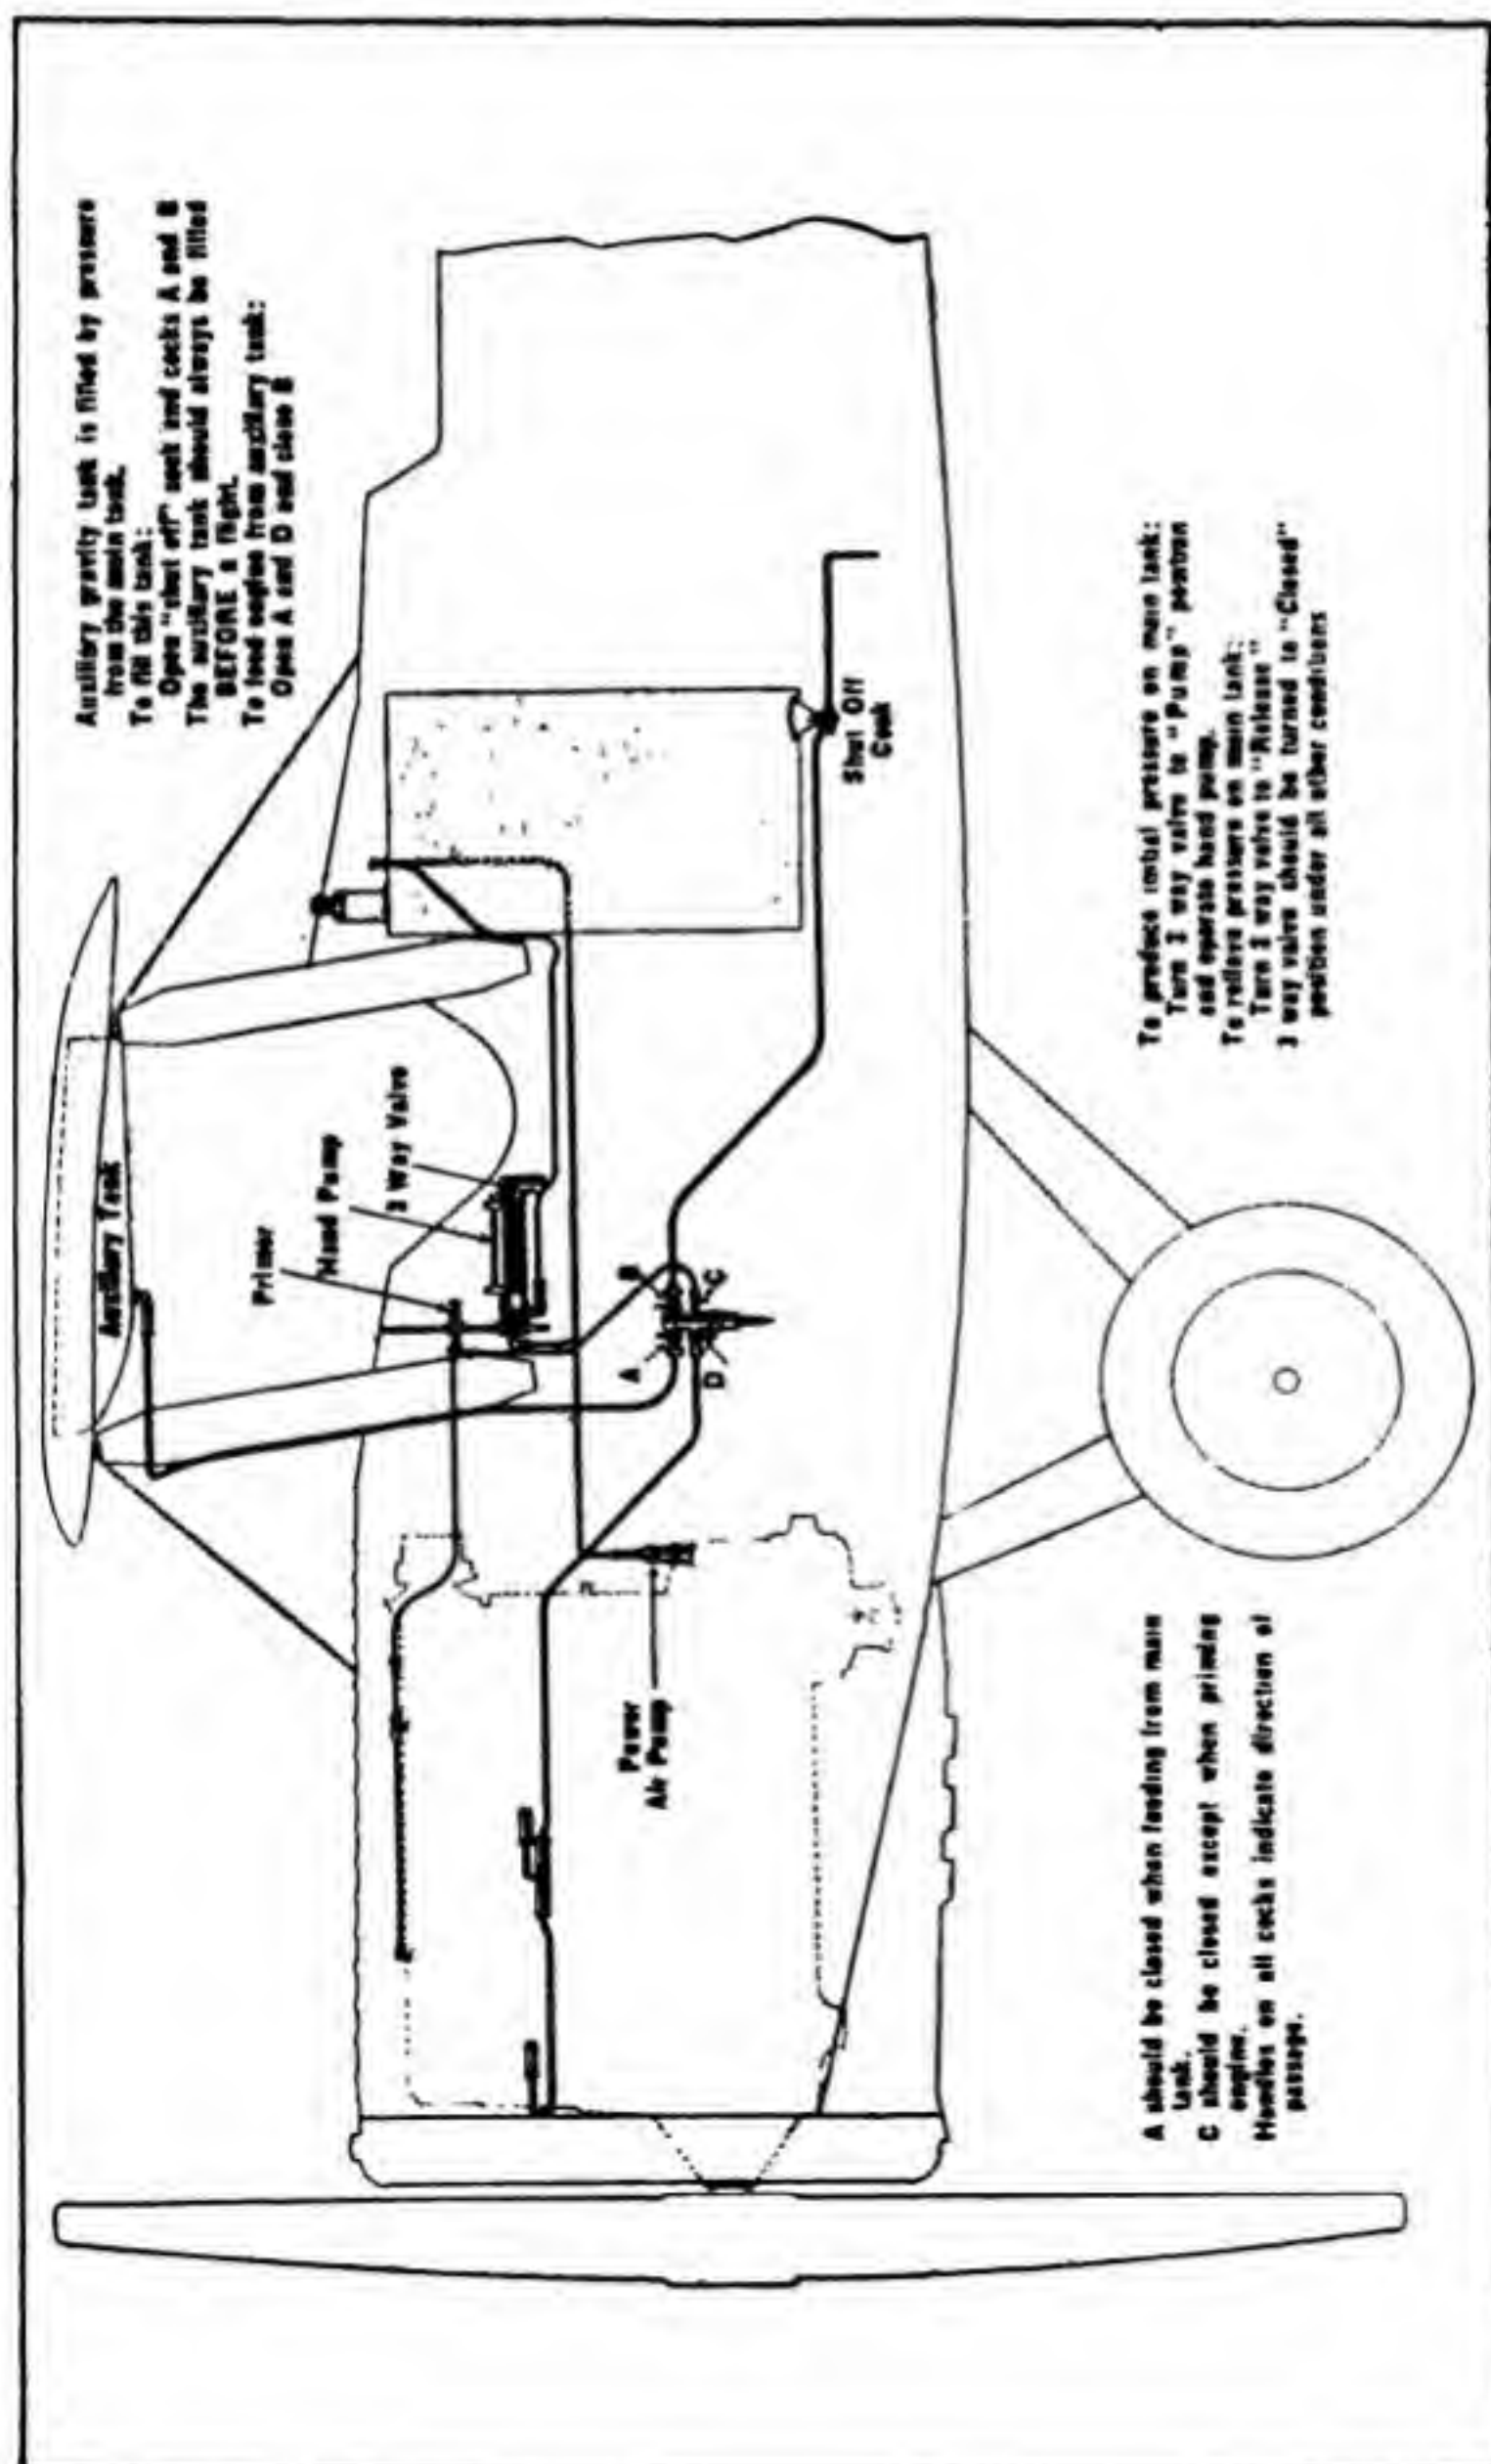 Auxiliary gravity tank is filled by pressure
from the main tank.
To fill this tank:
Open "shut off" cock and cocks A and B
The auxiliary tank should always be filled
BEFORE a flight.
To feed engine from auxiliary tank:
Open A and D and close B
Auxiliary Tank
Primer
Hand Pump
3 Way Valve
A
B
C
D
Shut Off
Cock
Power
Air Pump
A should be closed when feeding from main
tank.
C should be closed except when priming
engine.
Handles on all cocks indicate direction of
passage.
To produce initial pressure on main tank:
Turn 3 way valve to "Pump" position
and operate hand pump.
To relieve pressure on main tank:
Turn 3 way valve to "Release"
3 way valve should be turned to "Closed"
position under all other conditions